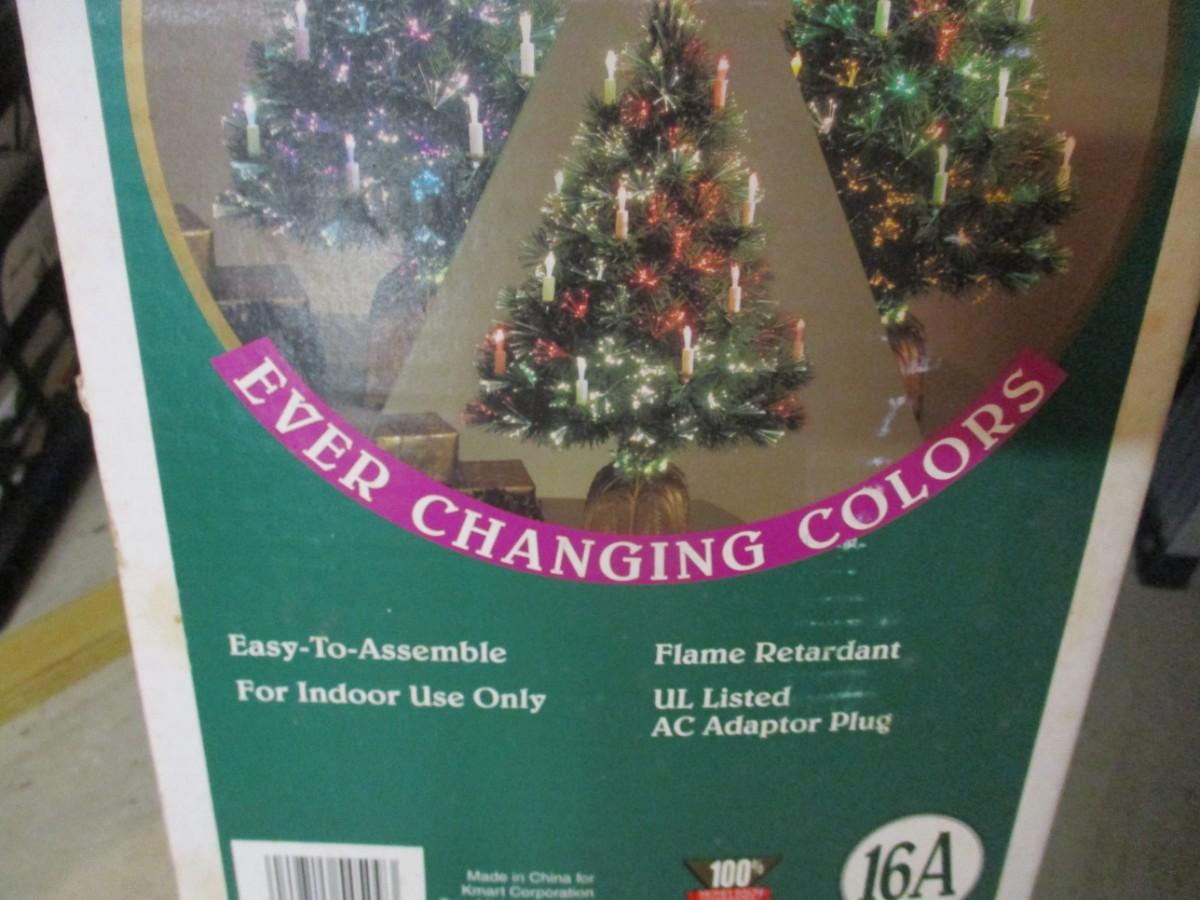 EVER CHANGING COLORS
Easy-To-Assemble
For Indoor Use Only
Flame Retardant
UL Listed
AC Adaptor Plug
Made in China for
Kmart Corporation
100%
16A